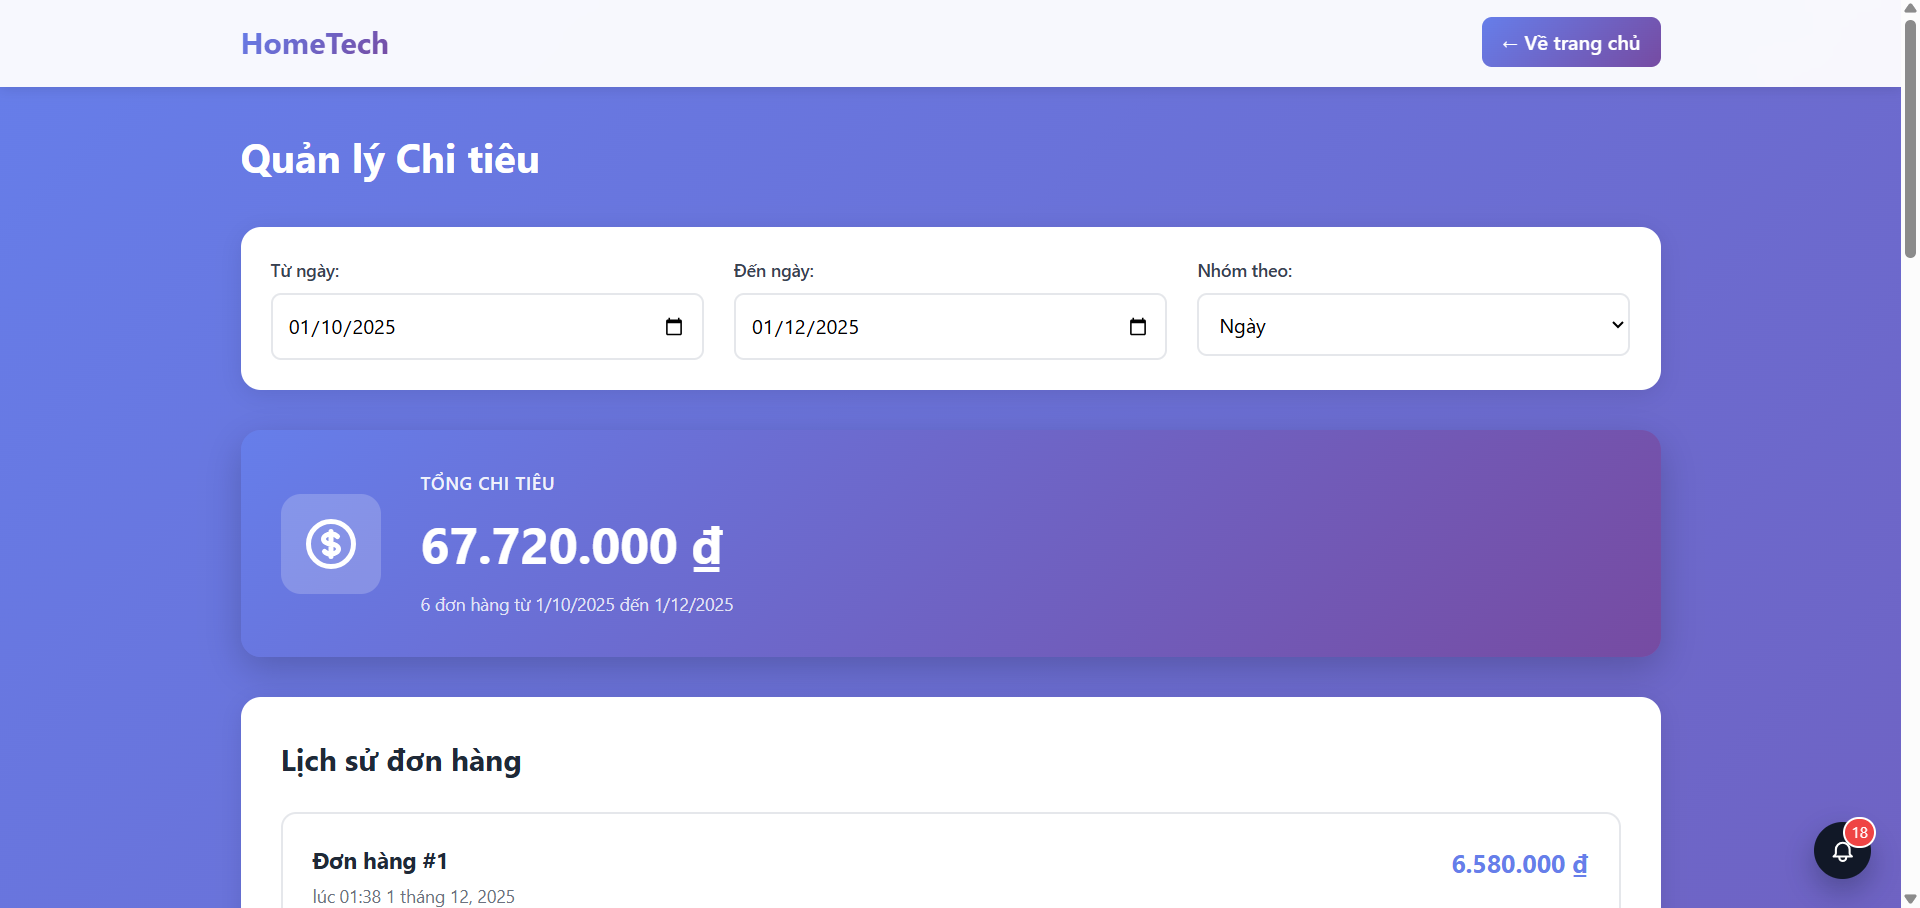 HomeTech
← Về trang chủ
Quản lý Chi tiêu
Từ ngày:
Đến ngày:
Nhóm theo:
01/10/2025
01/12/2025
Ngày
TỔNG CHI TIÊU
67.720.000 ₫
6 đơn hàng từ 1/10/2025 đến 1/12/2025
Lịch sử đơn hàng
Đơn hàng #1
6.580.000 ₫
lúc 01:38 1 tháng 12, 2025
18